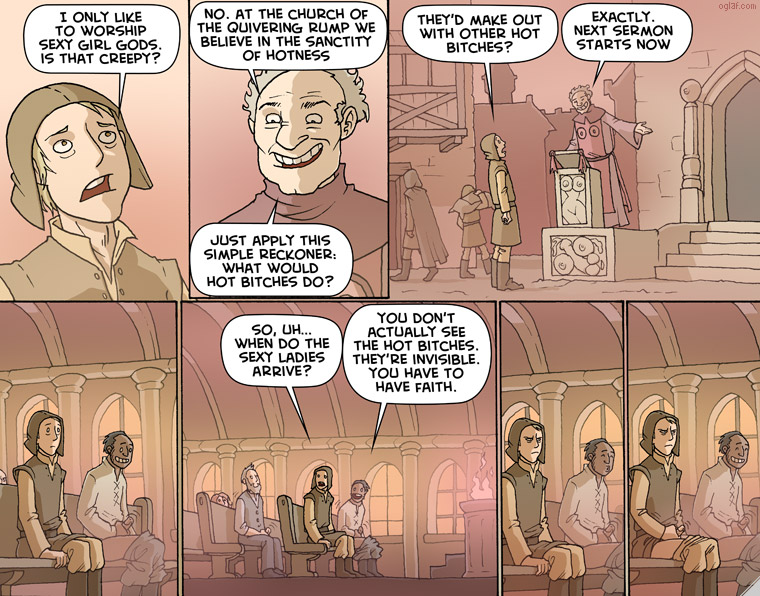 I ONLY LIKE
TO WORSHIP
SEXY GIRL GODS.
IS THAT CREEPY?
NO. AT THE CHURCH OF
THE QUIVERING RUMP WE
BELIEVE IN THE SANCTITY
OF HOTNESS
JUST APPLY THIS
SIMPLE RECKONER:
WHAT WOULD
HOT BITCHES DO?
THEY'D MAKE OUT
WITH OTHER HOT
BITCHES?
EXACTLY.
NEXT SERMON
STARTS NOW
oglaf.com
SO, UH...
WHEN DO THE
SEXY LADIES
ARRIVE?
YOU DON'T
ACTUALLY SEE
THE HOT BITCHES.
THEY'RE INVISIBLE.
YOU HAVE TO
HAVE FAITH.